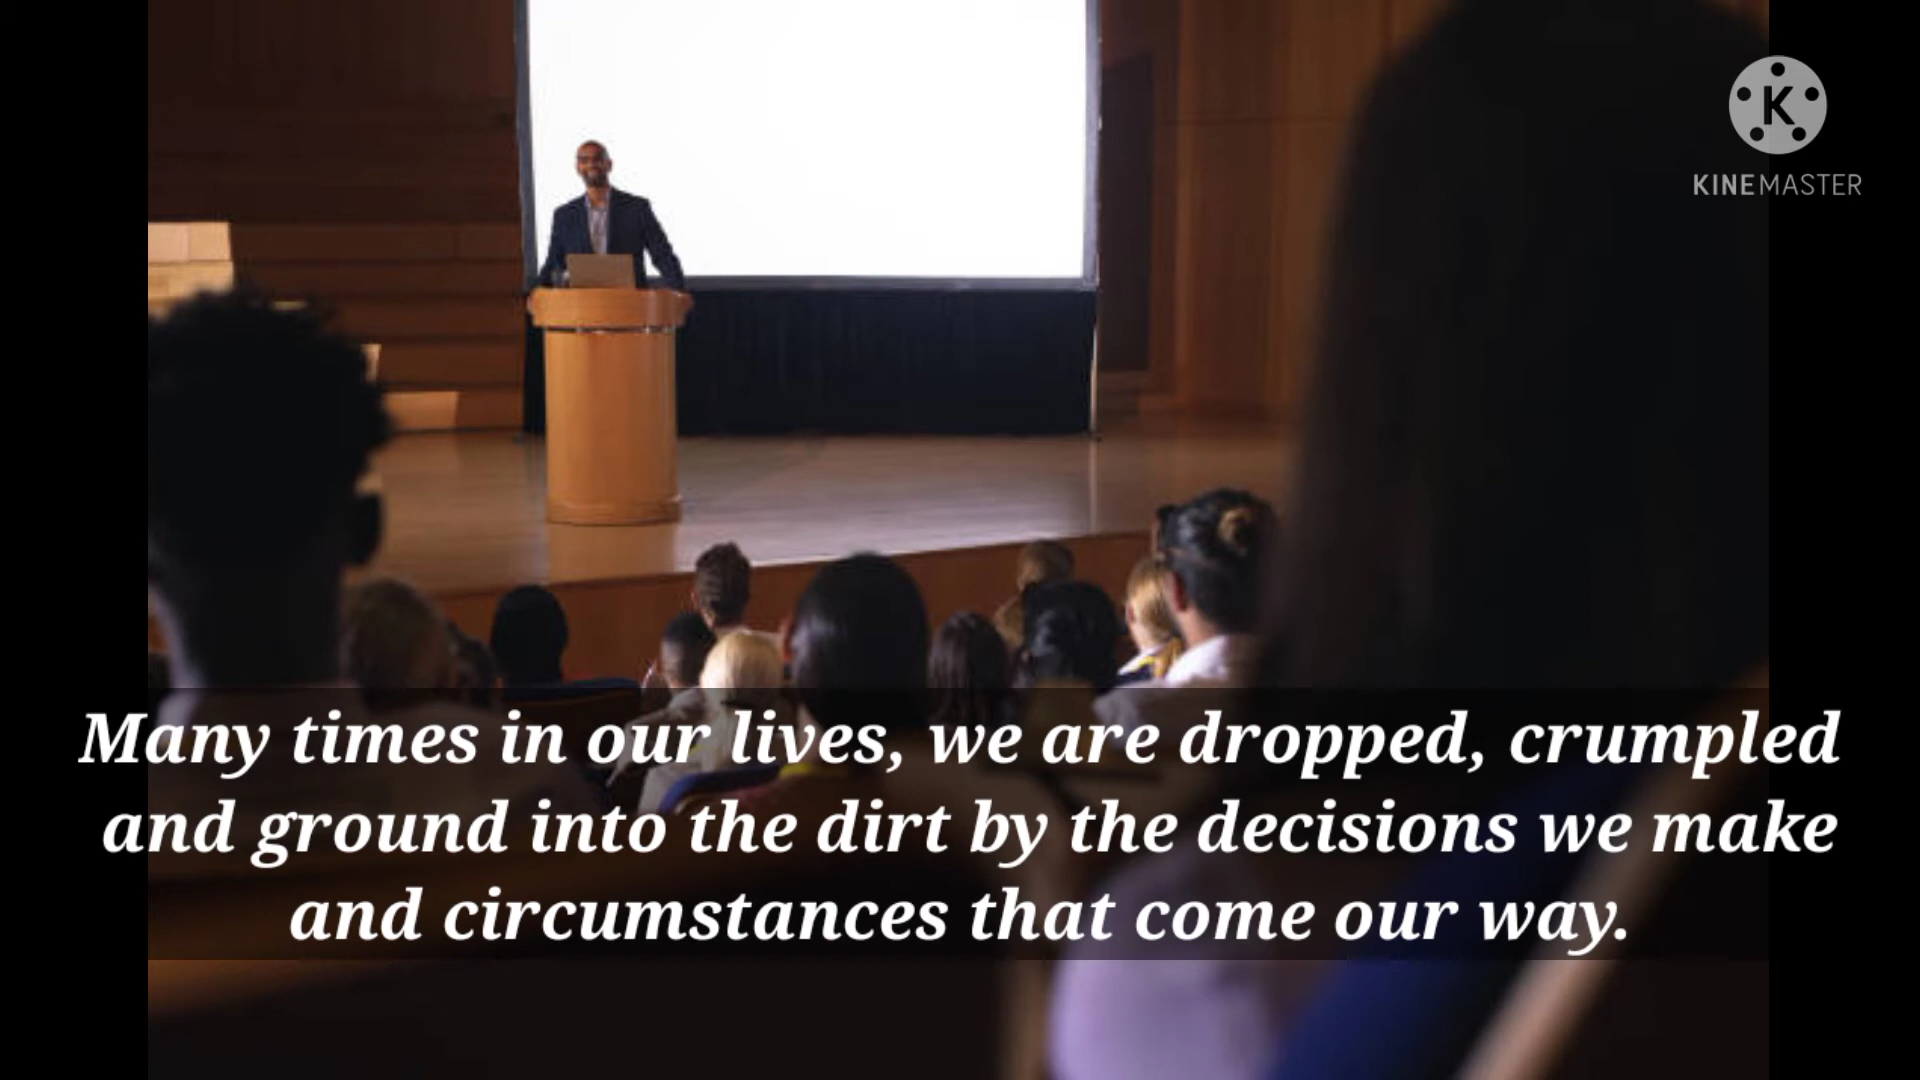 K
KINEMASTER
Many times in our lives, we are dropped, crumpled
and ground into the dirt by the decisions we make
and circumstances that come our way.